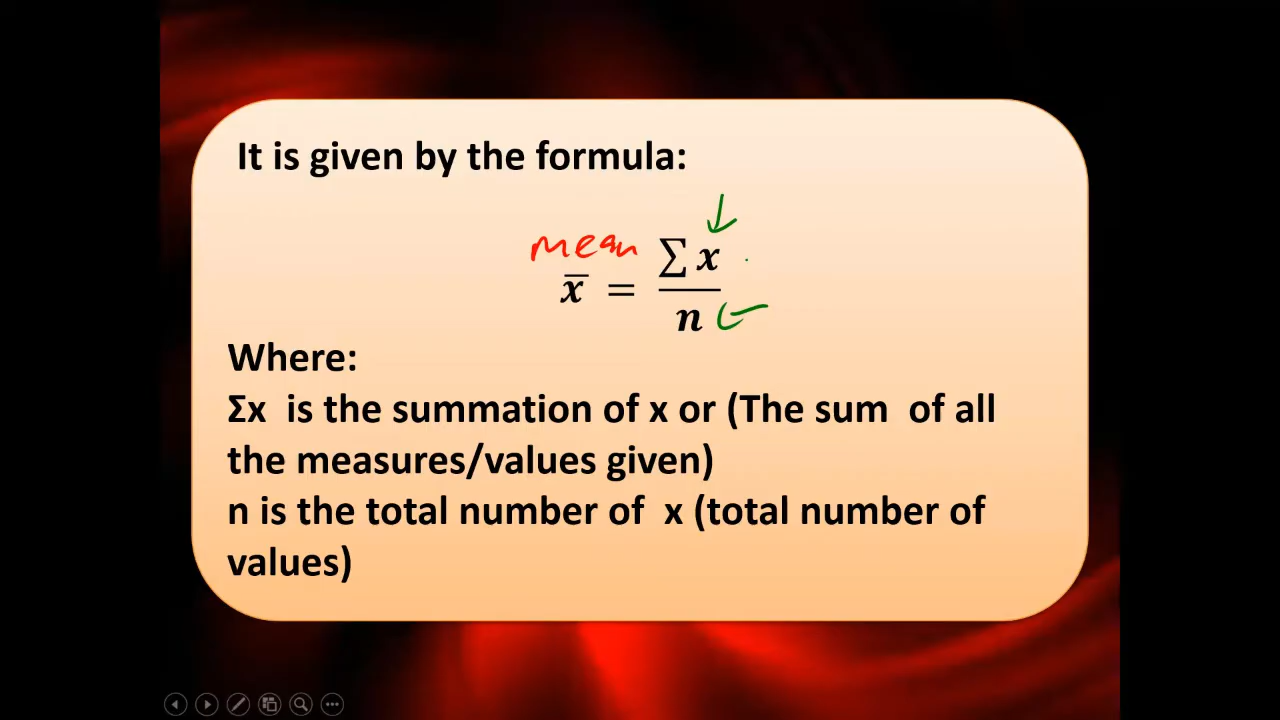 It is given by the formula:
mean
x̄ = ∑ x / n
Where:
Σx is the summation of x or (The sum of all
the measures/values given)
n is the total number of x (total number of
values)